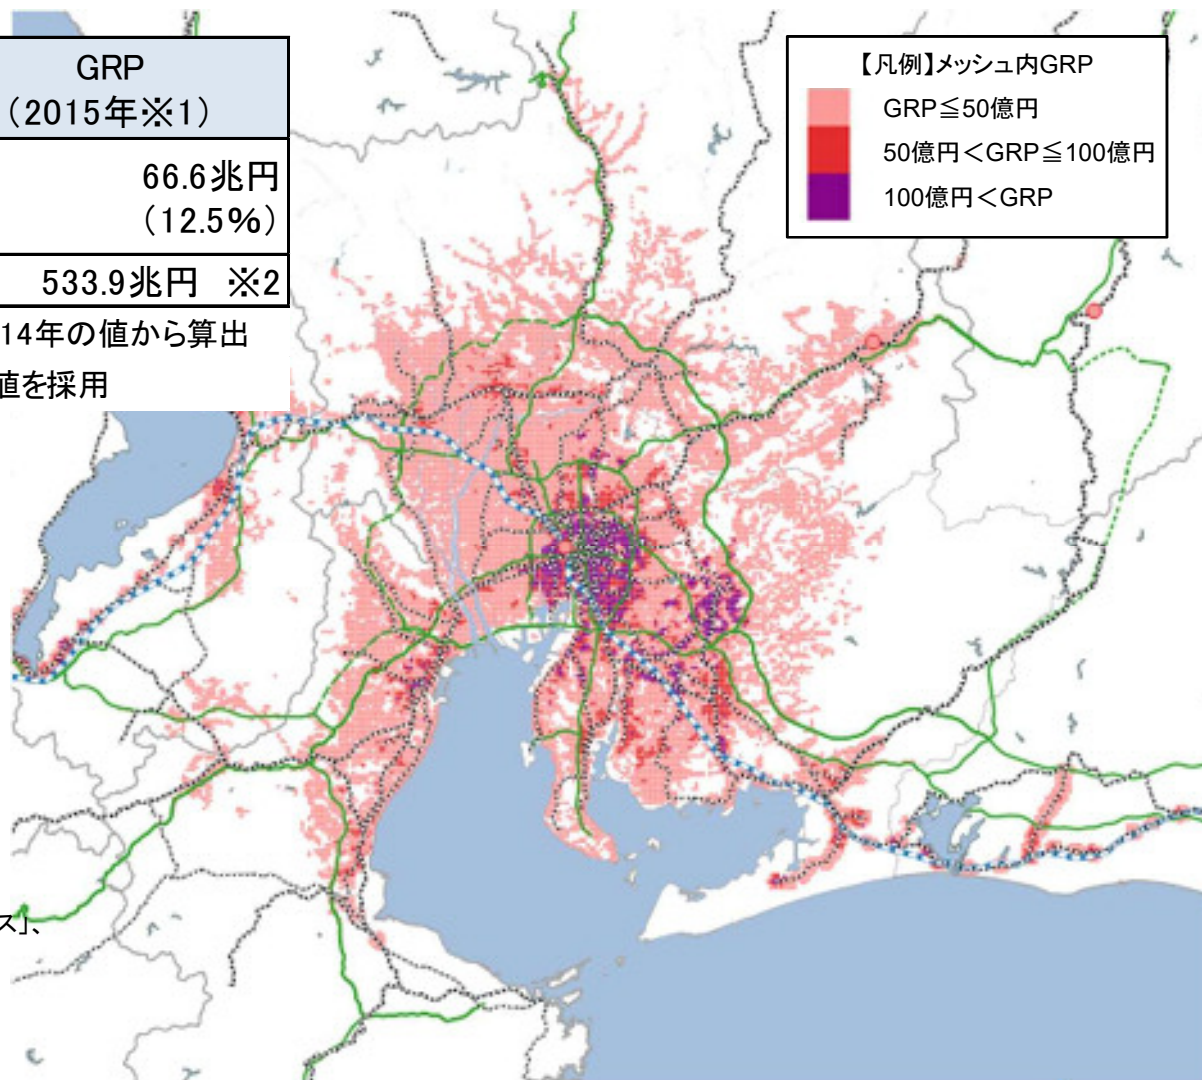 GRP
（2015年※1）
66.6兆円
（12.5%）
533.9兆円 ※2
14年の値から算出
値を採用
【凡例】メッシュ内GRP
GRP≦50億円
50億円＜GRP≦100億円
100億円＜GRP
ス」、